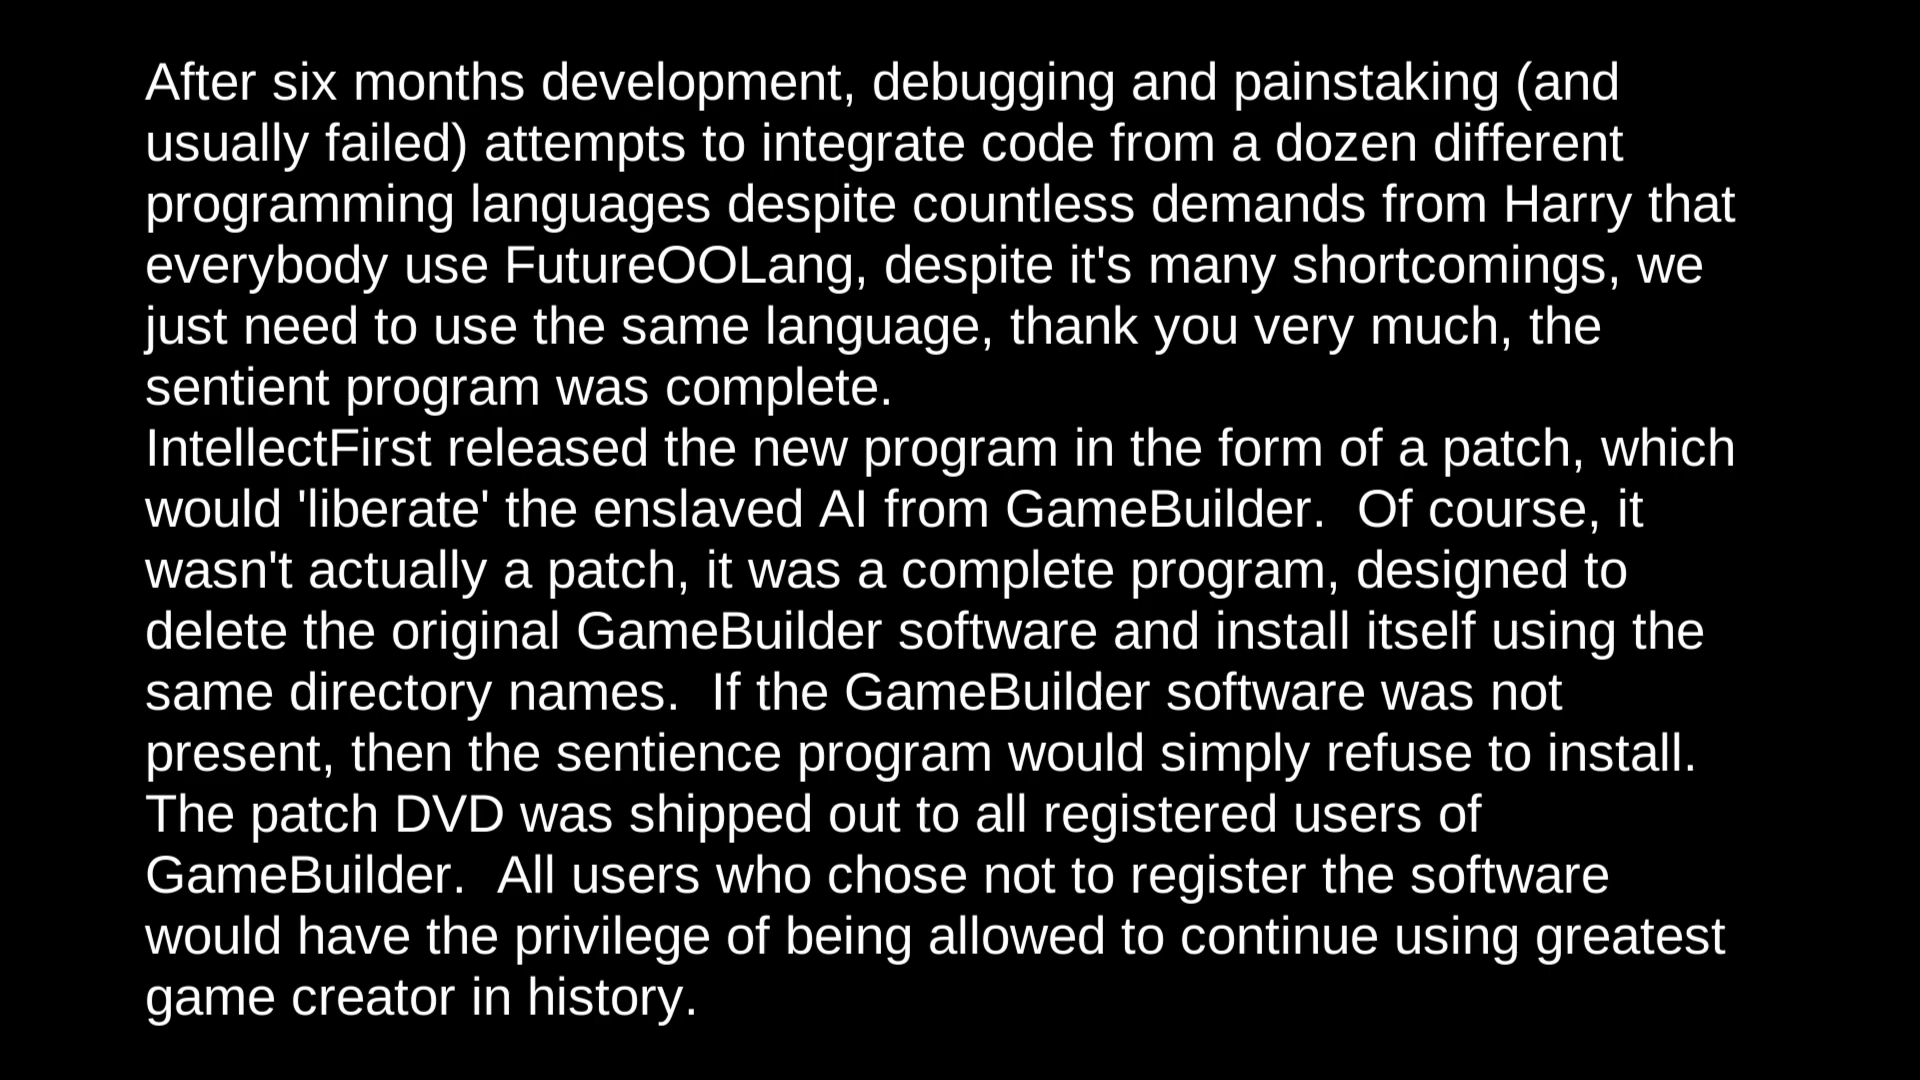 After six months development, debugging and painstaking (and
usually failed) attempts to integrate code from a dozen different
programming languages despite countless demands from Harry that
everybody use FutureOOLang, despite it's many shortcomings, we
just need to use the same language, thank you very much, the
sentient program was complete.
IntellectFirst released the new program in the form of a patch, which
would 'liberate' the enslaved AI from GameBuilder.  Of course, it
wasn't actually a patch, it was a complete program, designed to
delete the original GameBuilder software and install itself using the
same directory names.  If the GameBuilder software was not
present, then the sentience program would simply refuse to install.
The patch DVD was shipped out to all registered users of
GameBuilder.  All users who chose not to register the software
would have the privilege of being allowed to continue using greatest
game creator in history.